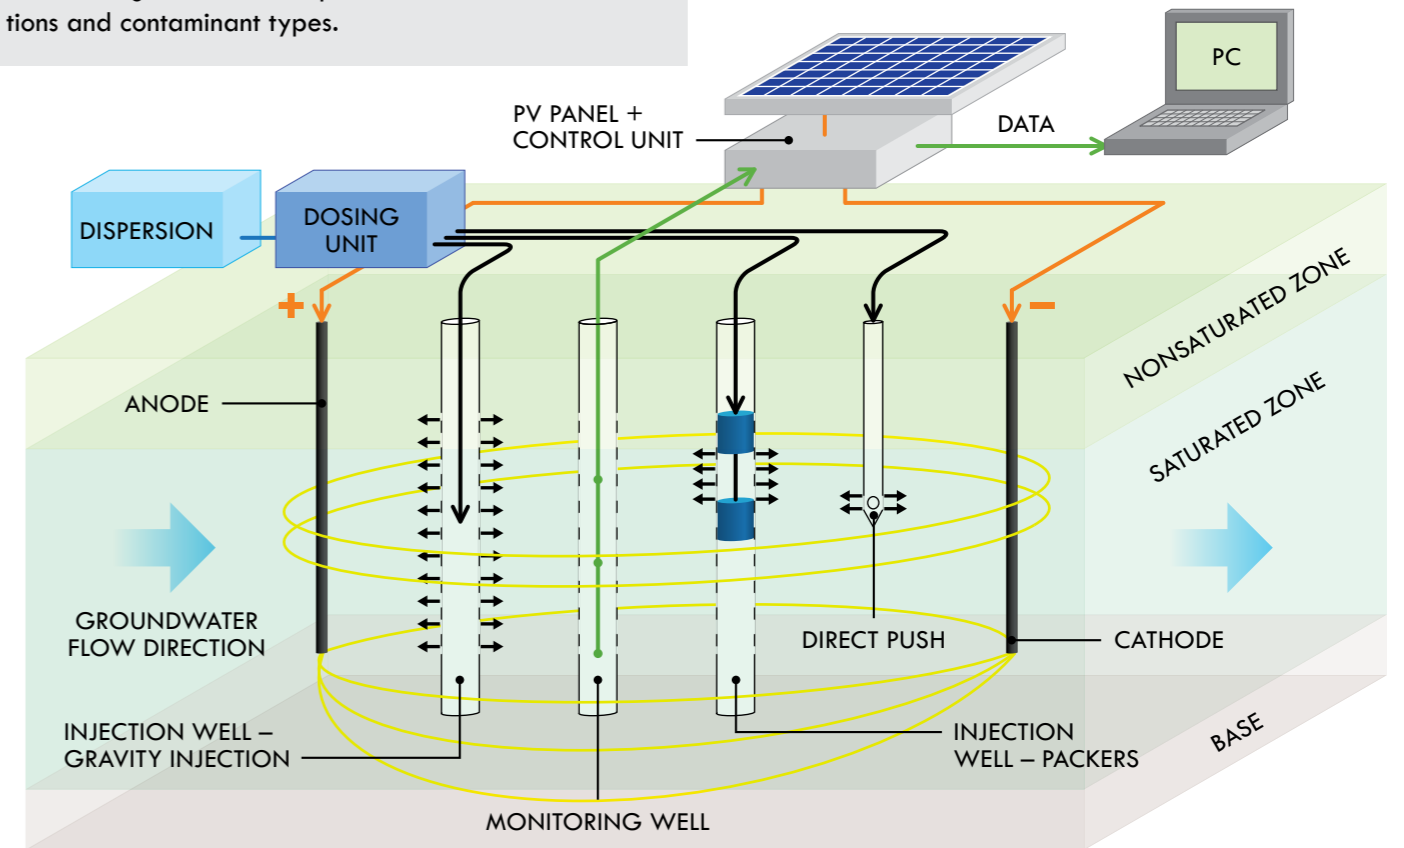 tions and contaminant types.
PC
PV PANEL +
CONTROL UNIT
DATA
DISPERSION
DOSING
UNIT
+
–
NONSATURATED ZONE
ANODE
SATURATED ZONE
GROUNDWATER
FLOW DIRECTION
DIRECT PUSH
CATHODE
INJECTION WELL –
GRAVITY INJECTION
INJECTION
WELL – PACKERS
BASE
MONITORING WELL